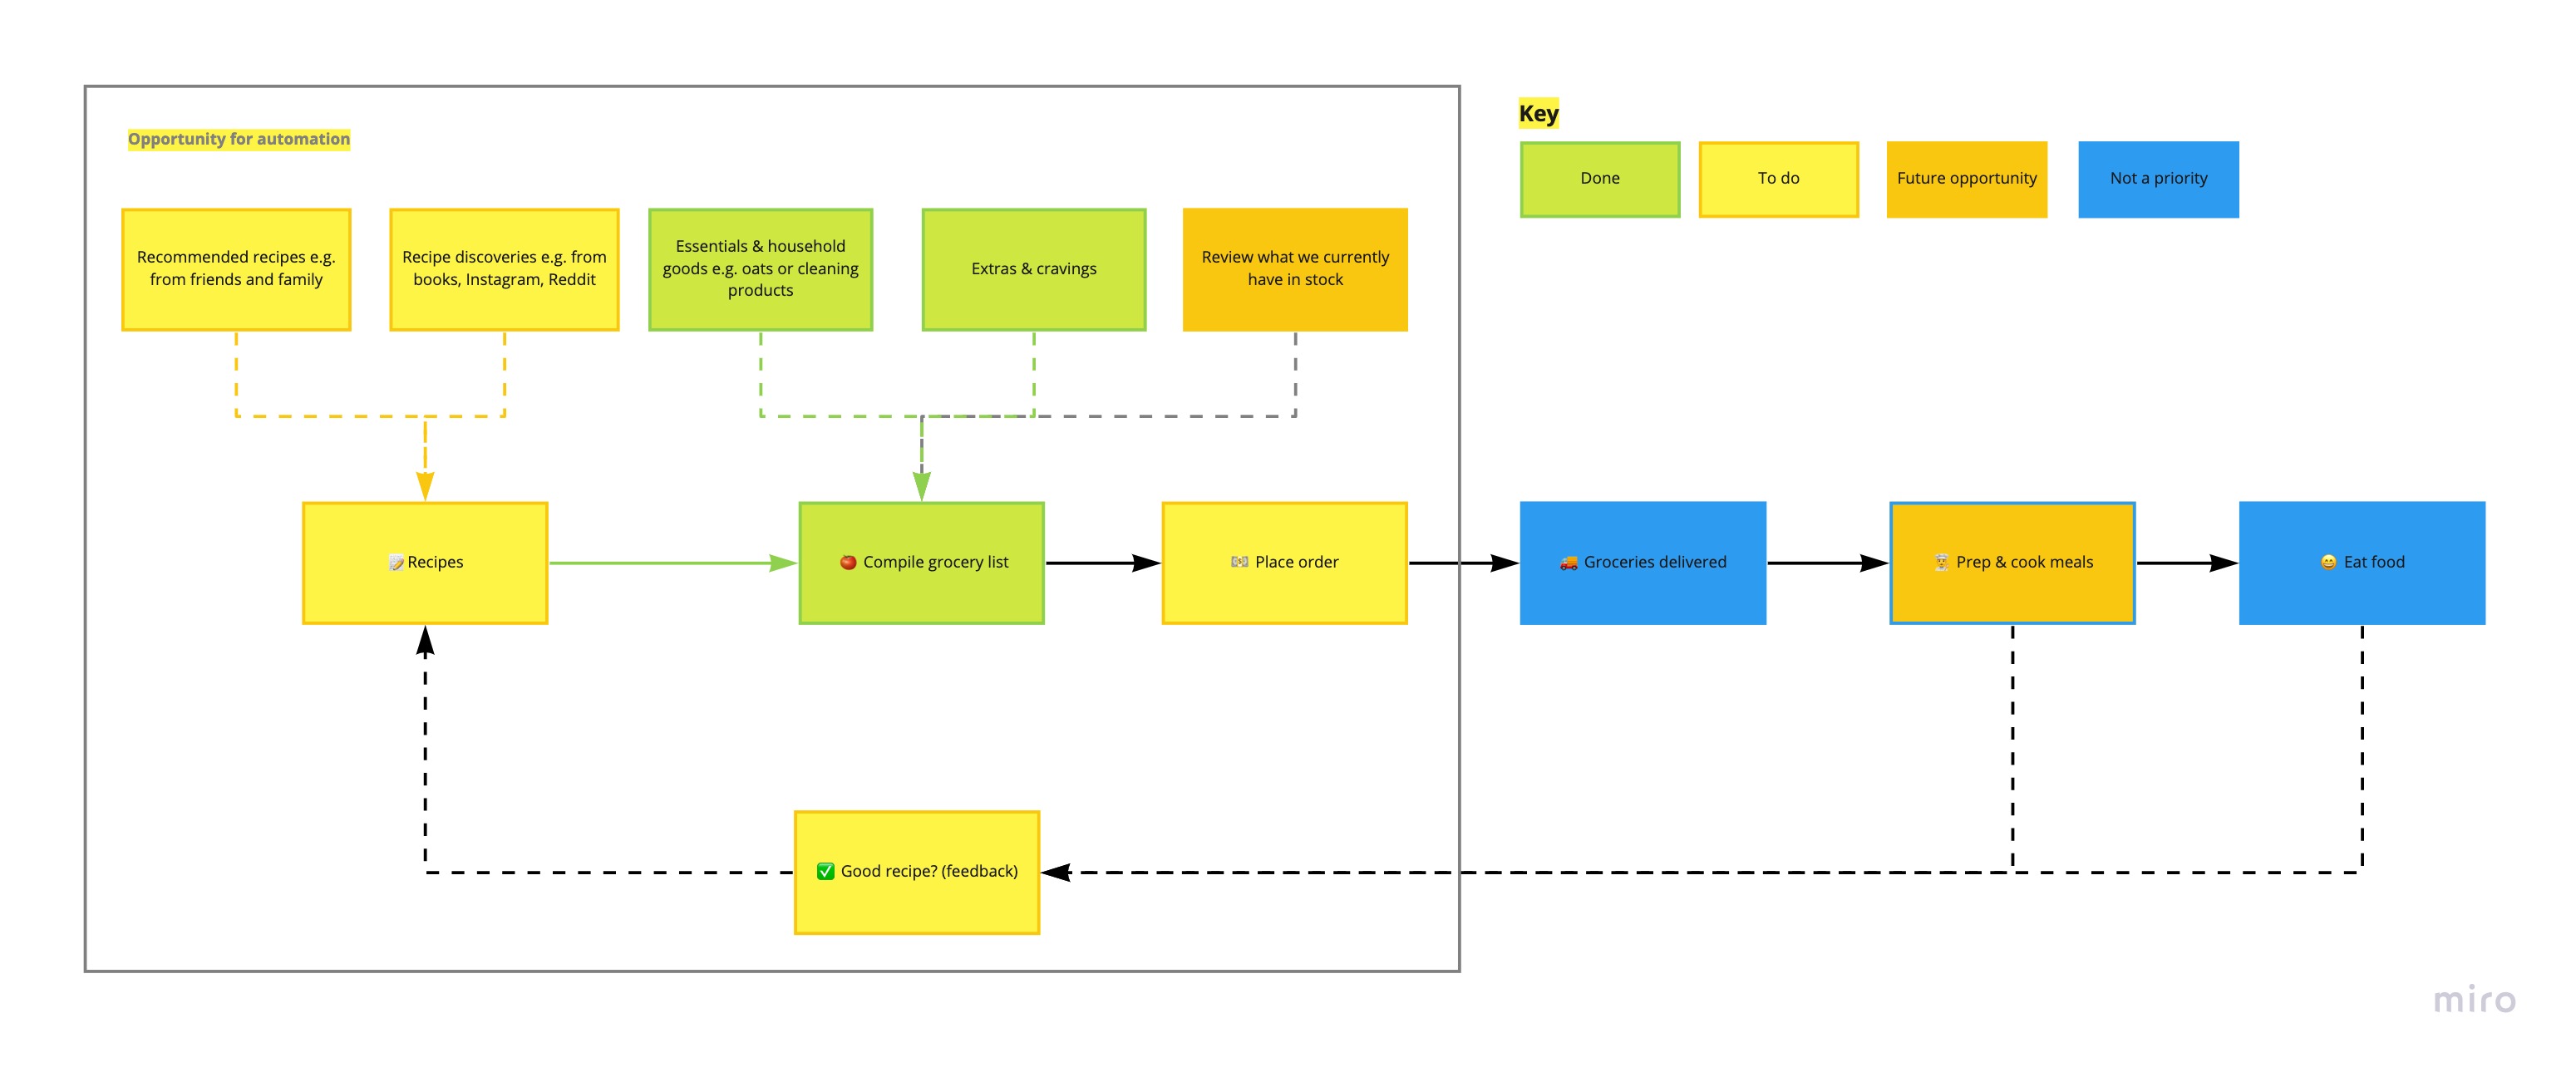 Key
Opportunity for automation
Done
To do
Future opportunity
Not a priority
Recommended recipes e.g.
from friends and family
Recipe discoveries e.g. from
books, Instagram, Reddit
Essentials & household
goods e.g. oats or cleaning
products
Extras & cravings
Review what we currently
have in stock
📝 Recipes
🍅 Compile grocery list
💵 Place order
🚚 Groceries delivered
👨‍🍳 Prep & cook meals
😄 Eat food
✅ Good recipe? (feedback)
miro